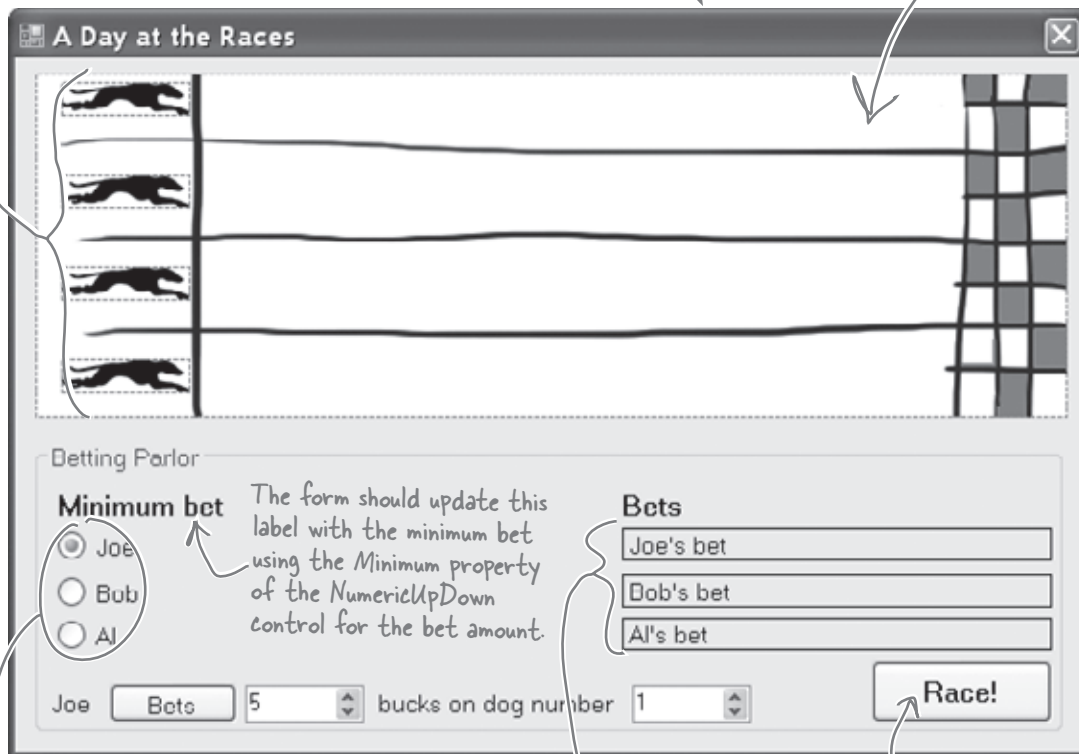 A Day at the Races
Betting Parlor
Minimum bet
Joe
Bob
Al
The form should update this
label with the minimum bet
using the Minimum property
of the NumericUpDown
control for the bet amount.
Bets
Joe's bet
Bob's bet
Al's bet
Joe Bets 5 bucks on dog number 1
Race!